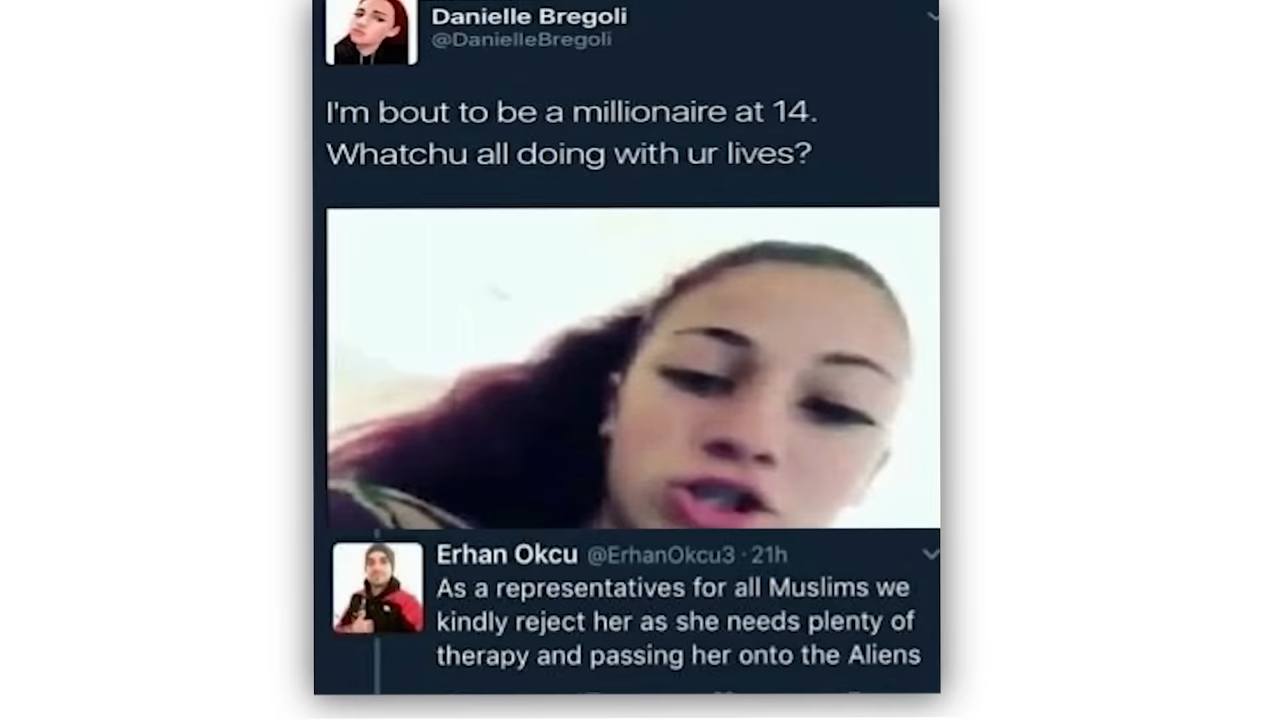 Danielle Bregoli
@DanielleBregoli
I'm bout to be a millionaire at 14.
Whatchu all doing with ur lives?
Erhan Okcu @ErhanOkcu3 · 21h
As a representatives for all Muslims we
kindly reject her as she needs plenty of
therapy and passing her onto the Aliens